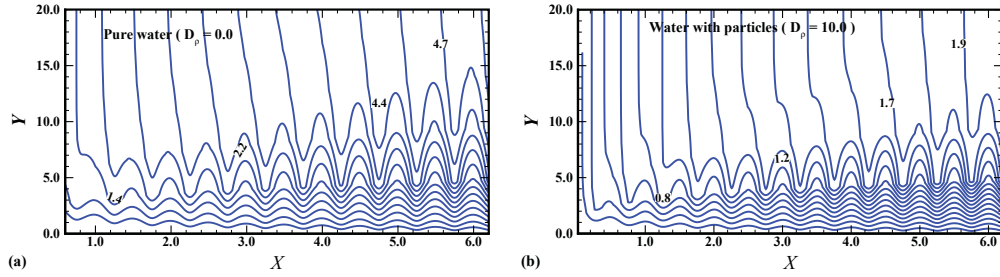 20.0
15.0
10.0
5.0
0.0
Y
Pure water ( Dρ = 0.0
4.7
4.4
2.2
1.4
1.0 2.0 3.0 4.0 5.0 6.0
(a) X
20.0
15.0
10.0
5.0
0.0
Y
Water with particles ( Dρ = 10.0 )
1.9
1.7
1.2
0.8
1.0 2.0 3.0 4.0 5.0 6.0
(b) X